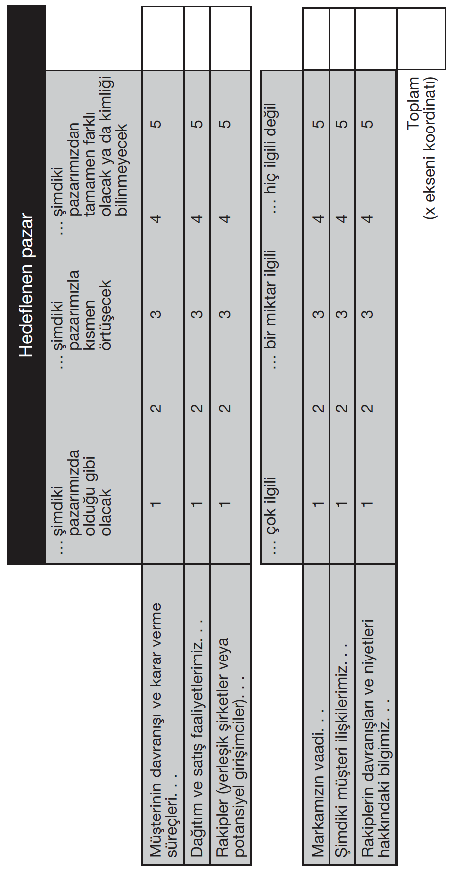 Hedeflenen pazar
... şimdiki
pazarımızda
olduğu gibi
olacak
... şimdiki
pazarımızla
kısmen
örtüşecek
... şimdiki
pazarımızdan
tamamen farklı
olacak ya da kimliği
bilinmeyecek
Müşterinin davranışı ve karar verme
süreçleri. . .
1 2 3 4 5
Dağıtım ve satış faaliyetlerimiz. . .
1 2 3 4 5
Rakipler (yerleşik şirketler veya
potansiyel girişimciler). . .
1 2 3 4 5
... çok ilgili
... bir miktar ilgili
... hiç ilgili değil
Markamızın vaadi. . .
1 2 3 4 5
Şimdiki müşteri ilişkilerimiz. . .
1 2 3 4 5
Rakiplerin davranışları ve niyetleri
hakkındaki bilgimiz. . .
1 2 3 4 5
Toplam
(x ekseni koordinatı)